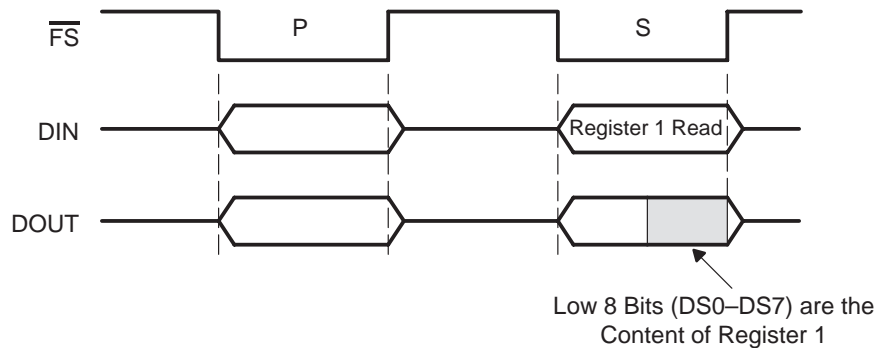 FS
P
S
DIN
Register 1 Read
DOUT
Low 8 Bits (DS0–DS7) are the
Content of Register 1